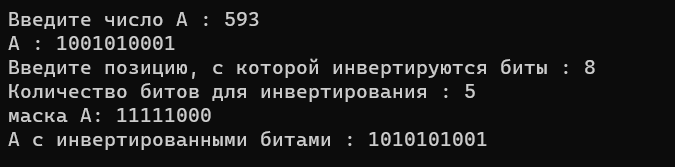 Введите число A : 593
A : 1001010001
Введите позицию, с которой инвертируются биты : 8
Количество битов для инвертирования : 5
маска A: 11111000
A с инвертированными битами : 1010101001